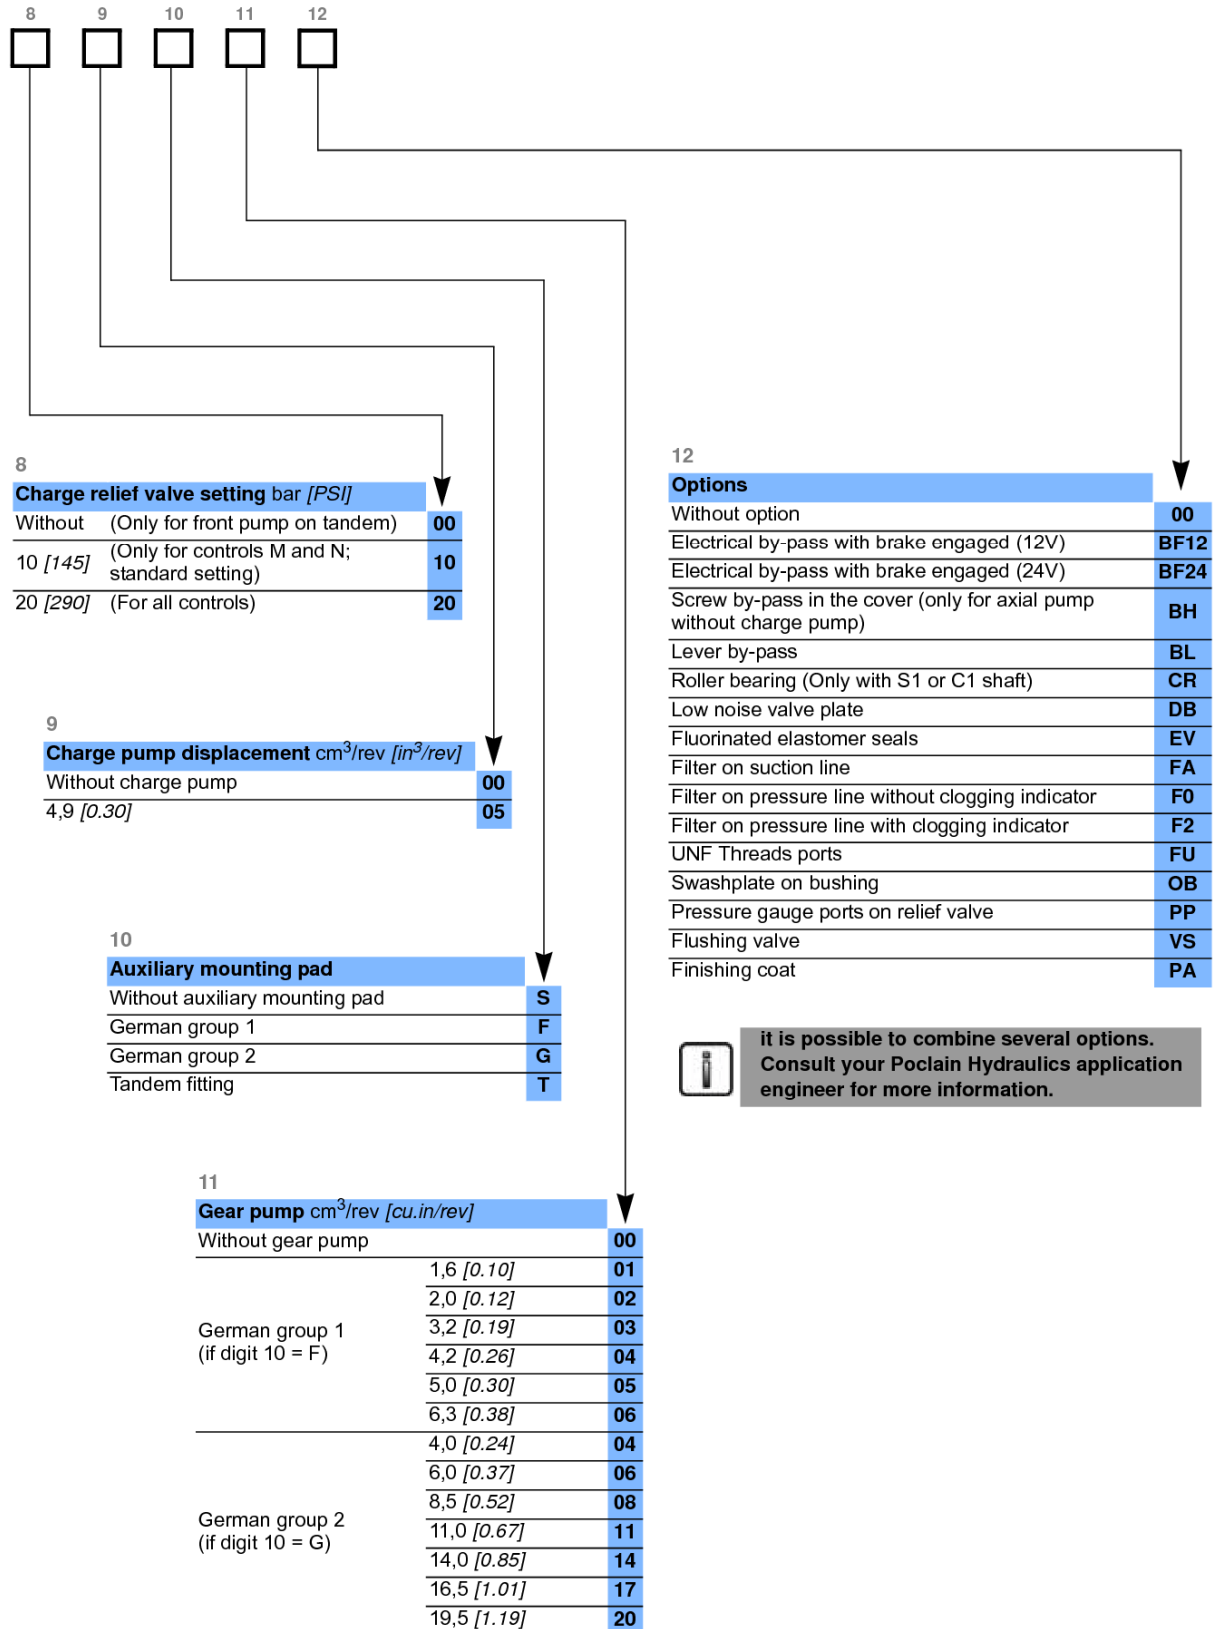 8 9 10 11 12
8
Charge relief valve setting bar [PSI]
Without (Only for front pump on tandem) 00
10 [145] (Only for controls M and N; standard setting) 10
20 [290] (For all controls) 20
9
Charge pump displacement cm³/rev [in³/rev]
Without charge pump 00
4,9 [0.30] 05
10
Auxiliary mounting pad
Without auxiliary mounting pad S
German group 1 F
German group 2 G
Tandem fitting T
11
Gear pump cm³/rev [cu.in/rev]
Without gear pump 00
German group 1
(if digit 10 = F)
1,6 [0.10] 01
2,0 [0.12] 02
3,2 [0.19] 03
4,2 [0.26] 04
5,0 [0.30] 05
6,3 [0.38] 06
German group 2
(if digit 10 = G)
4,0 [0.24] 04
6,0 [0.37] 06
8,5 [0.52] 08
11,0 [0.67] 11
14,0 [0.85] 14
16,5 [1.01] 17
19,5 [1.19] 20
12
Options
Without option 00
Electrical by-pass with brake engaged (12V) BF12
Electrical by-pass with brake engaged (24V) BF24
Screw by-pass in the cover (only for axial pump
without charge pump) BH
Lever by-pass BL
Roller bearing (Only with S1 or C1 shaft) CR
Low noise valve plate DB
Fluorinated elastomer seals EV
Filter on suction line FA
Filter on pressure line without clogging indicator F0
Filter on pressure line with clogging indicator F2
UNF Threads ports FU
Swashplate on bushing OB
Pressure gauge ports on relief valve PP
Flushing valve VS
Finishing coat PA
i
it is possible to combine several options.
Consult your Poclain Hydraulics application
engineer for more information.